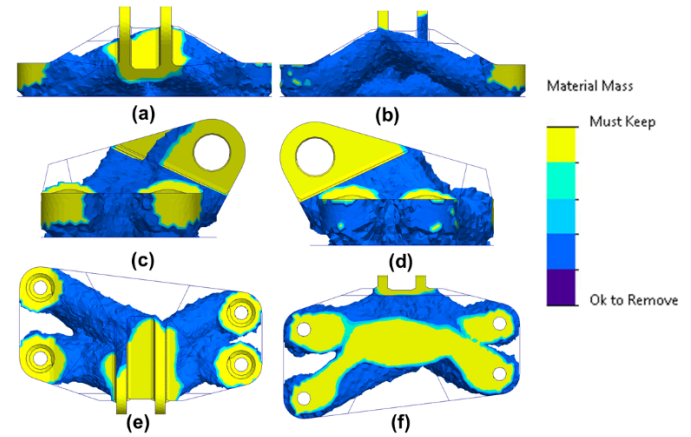 (a)
(b)
Material Mass
Must Keep
(c)
(d)
Ok to Remove
(e)
(f)